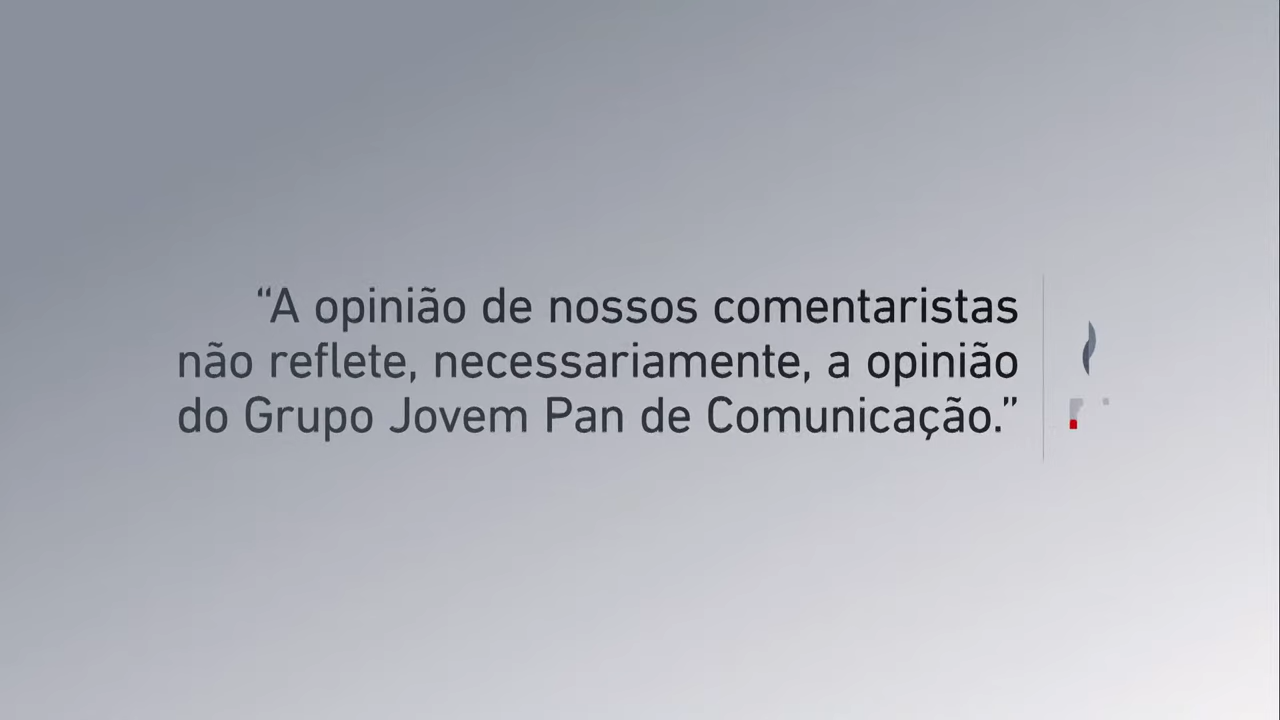 “A opinião de nossos comentaristas
não reflete, necessariamente, a opinião
do Grupo Jovem Pan de Comunicação.”